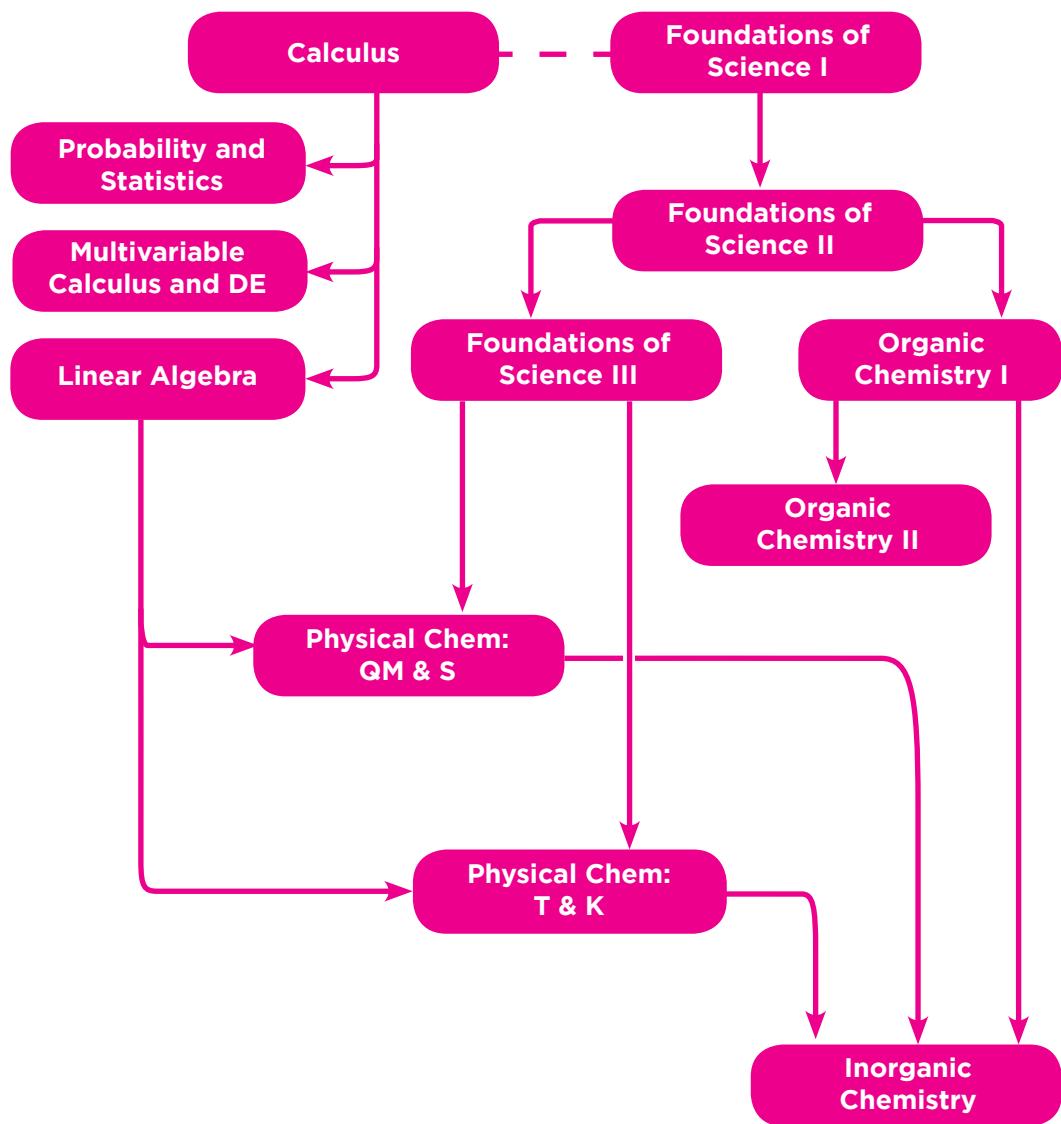 Calculus
Foundations of
Science I
Probability and
Statistics
Foundations of
Science II
Multivariable
Calculus and DE
Foundations of
Science III
Organic
Chemistry I
Linear Algebra
Organic
Chemistry II
Physical Chem:
QM & S
Physical Chem:
T & K
Inorganic
Chemistry